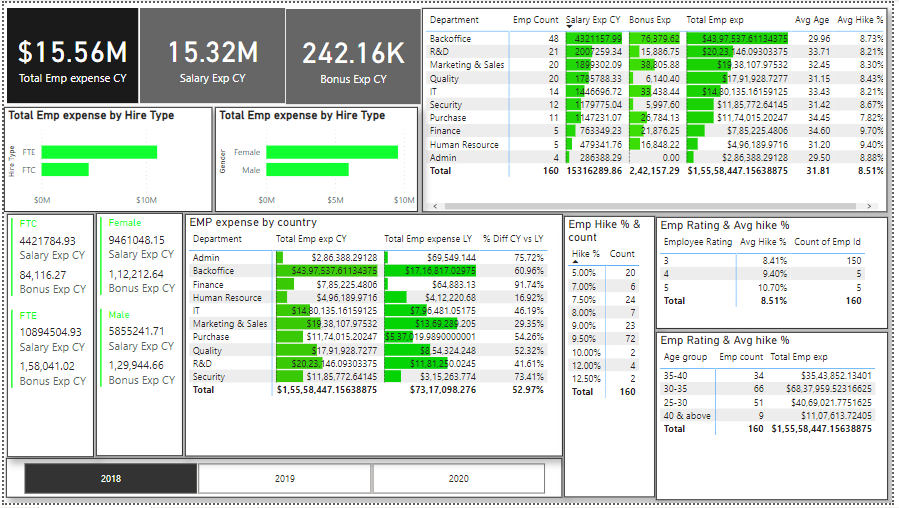 $15.56M
Total Emp expense CY
15.32M
Salary Exp CY
242.16K
Bonus Exp CY
Department Emp Count Salary Exp CY Bonus Exp Total Emp exp Avg Age Avg Hike %
Backoffice 48 4321157.99 76,379.62 $43,97,537.61134375 29.96 8.73%
R&D 21 2007259.34 15,886.75 $20,23,146.09303375 33.71 8.21%
Marketing & Sales 20 1899302.09 38,805.88 $19,38,107.97532 32.45 8.30%
Quality 20 1785788.33 6,140.40 $17,91,928.7277 31.15 8.43%
IT 14 1446696.72 33,438.44 $14,80,135.16159125 33.43 8.21%
Security 12 1179775.04 5,997.60 $11,85,772.64145 31.42 8.67%
Purchase 11 1147231.07 26,784.13 $11,74,015.20247 34.45 7.82%
Finance 5 763349.23 21,876.25 $7,85,225.4806 34.60 9.70%
Human Resource 5 479341.76 16,848.22 $4,96,189.9716 31.20 9.40%
Admin 4 286388.29 0.00 $2,86,388.29128 29.50 8.88%
Total 160 15316289.86 2,42,157.29 $1,55,58,447.15638875 31.81 8.51%
Total Emp expense by Hire Type
Hire Type
FTE
FTC
$0M $10M
Total Emp expense by Hire Type
Gender
Female
Male
$0M $5M $10M
FTC
4421784.93
Salary Exp CY
84,116.27
Bonus Exp CY
FTE
10894504.93
Salary Exp CY
1,58,041.02
Bonus Exp CY
Female
9461048.15
Salary Exp CY
1,12,212.64
Bonus Exp CY
Male
5855241.71
Salary Exp CY
1,29,944.66
Bonus Exp CY
EMP expense by country
Department Total Emp exp CY Total Emp expense LY % Diff CY vs LY
Admin $2,86,388.29128 $69,549.144 75.72%
Backoffice $43,97,537.61134375 $17,16,817.02975 60.96%
Finance $7,85,225.4806 $64,883.13 91.74%
Human Resource $4,96,189.9716 $4,12,220.68 16.92%
IT $14,80,135.16159125 $7,96,481.05175 46.19%
Marketing & Sales $19,38,107.97532 $13,69,289.205 29.35%
Purchase $11,74,015.20247 $5,37,019.9890000001 54.26%
Quality $17,91,928.7277 $8,54,324.248 52.32%
R&D $20,23,146.09303375 $11,81,250.0245 41.61%
Security $11,85,772.64145 $3,15,263.774 73.41%
Total $1,55,58,447.15638875 $73,17,098.276 52.97%
Emp Hike % &
count
Hike % Count
5.00% 20
7.00% 6
7.50% 24
8.00% 7
9.00% 23
9.50% 72
10.00% 2
12.00% 4
12.50% 2
Total 160
Emp Rating & Avg hike %
Employee Rating Avg Hike % Count of Emp Id
3 8.41% 150
4 9.40% 5
5 10.70% 5
Total 8.51% 160
Emp Rating & Avg hike %
Age group Emp count Total Emp exp
35-40 34 $35,43,852.13401
30-35 66 $68,37,959.52316625
25-30 51 $40,69,021.7751625
40 & above 9 $11,07,613.72405
Total 160 $1,55,58,447.15638875
2018 2019 2020